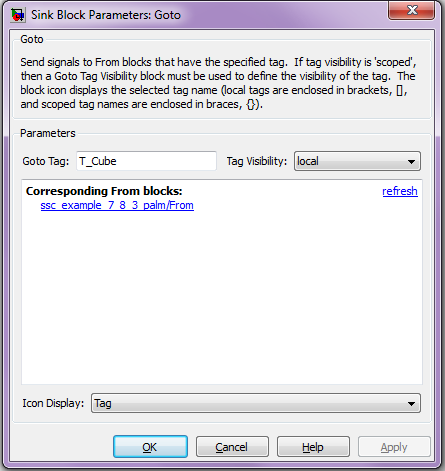 Sink Block Parameters: Goto
Goto
Send signals to From blocks that have the specified tag. If tag visibility is 'scoped',
then a Goto Tag Visibility block must be used to define the visibility of the tag. The
block icon displays the selected tag name (local tags are enclosed in brackets, [],
and scoped tag names are enclosed in braces, {}).
Parameters
Goto Tag: T_Cube Tag Visibility: local
Corresponding From blocks: refresh
ssc_example_7_8_3_palm/From
Icon Display: Tag
OK Cancel Help Apply